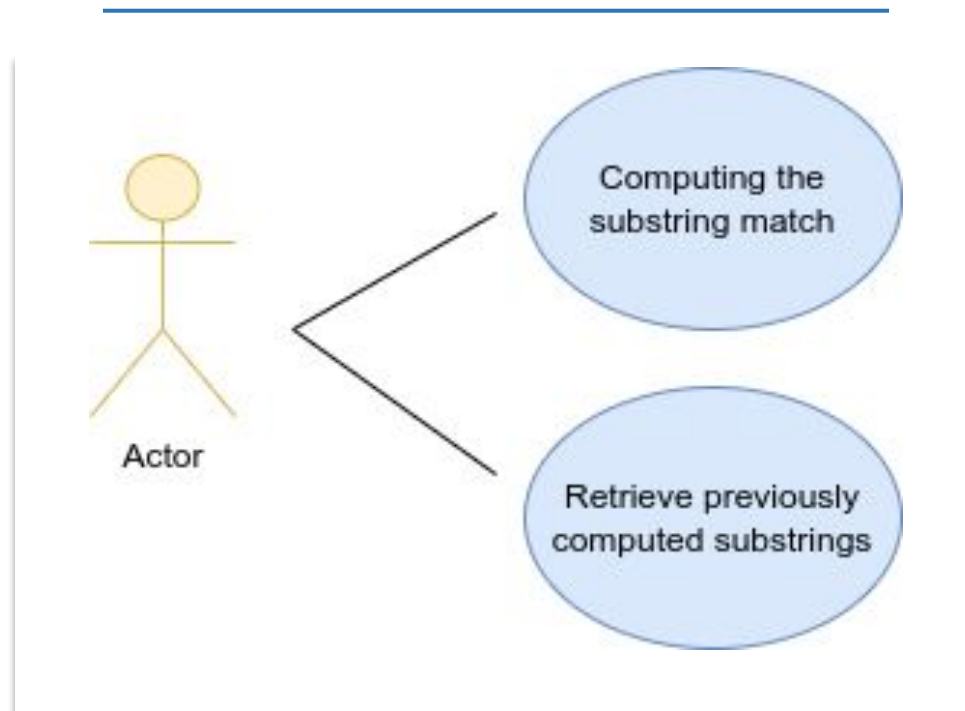 Computing the
substring match
Actor
Retrieve previously
computed substrings